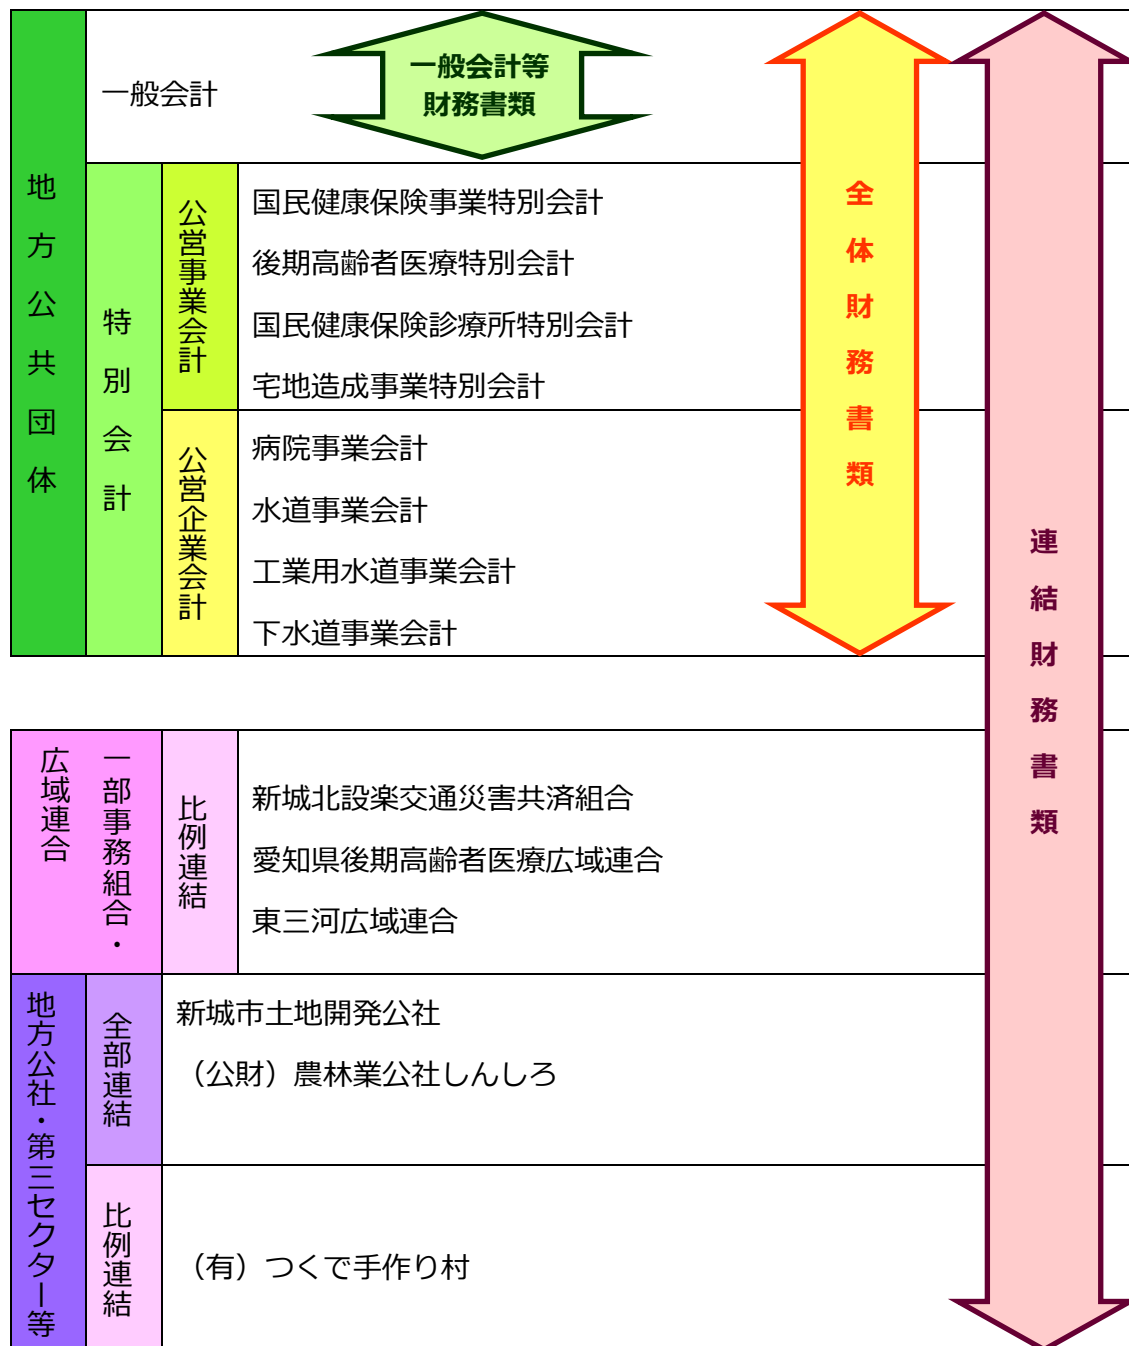 地方公共団体
一般会計
一般会計等
財務書類
特別会計
公営事業会計
国民健康保険事業特別会計
後期高齢者医療特別会計
国民健康保険診療所特別会計
宅地造成事業特別会計
公営企業会計
病院事業会計
水道事業会計
工業用水道事業会計
下水道事業会計
全体財務書類
連結財務書類
一部事務組合・
広域連合
比例連結
新城北設楽交通災害共済組合
愛知県後期高齢者医療広域連合
東三河広域連合
地方公社・第三セクター等
全部連結
新城市土地開発公社
（公財）農林業公社しんしろ
比例連結
（有）つくで手作り村